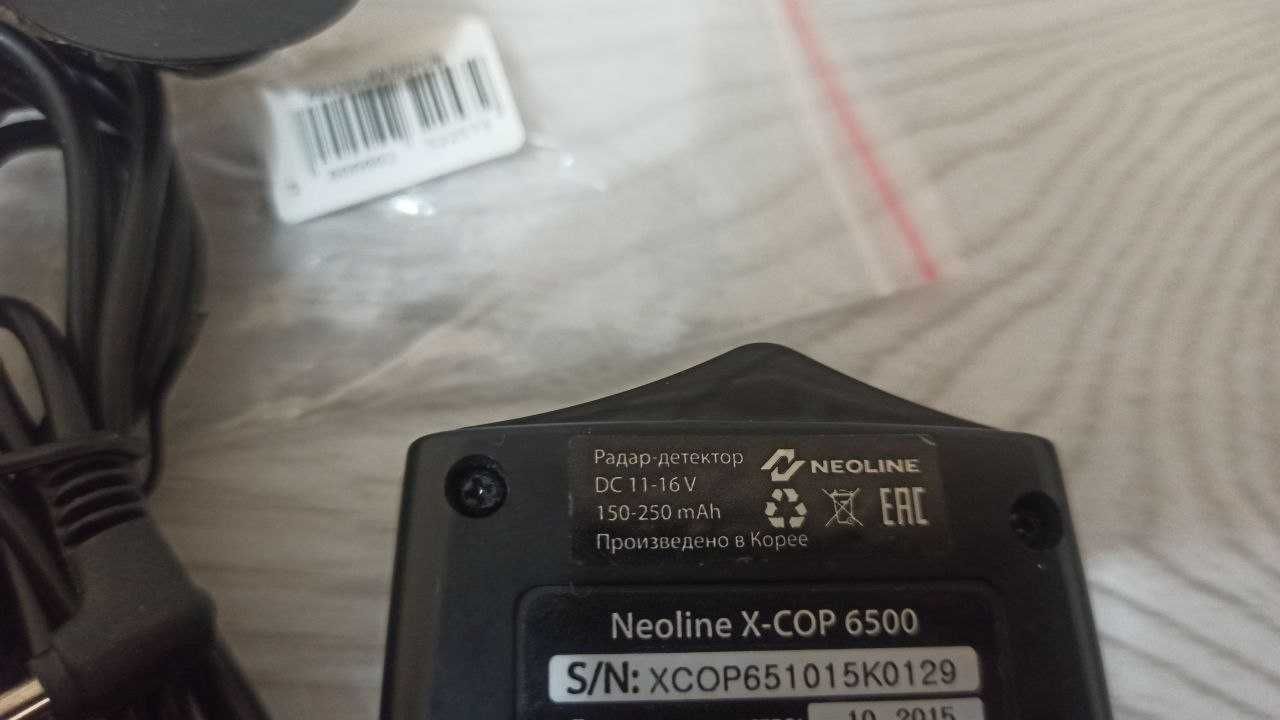 Радар-детектор
DC 11-16 V
150-250 mAh
Произведено в Корее
NEOLINE
EAC
Neoline X-COP 6500
S/N: XCOP651015K0129
10 2015